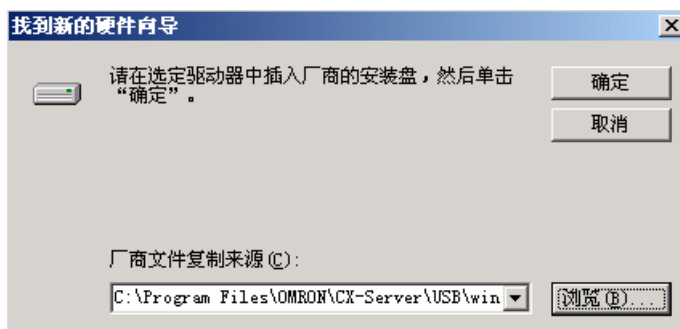 找到新的硬件向导
请在选定驱动器中插入厂商的安装盘，然后单击
“确定”。
确定
取消
厂商文件复制来源(C):
C:\Program Files\OMRON\CX-Server\USB\win
浏览(B)...